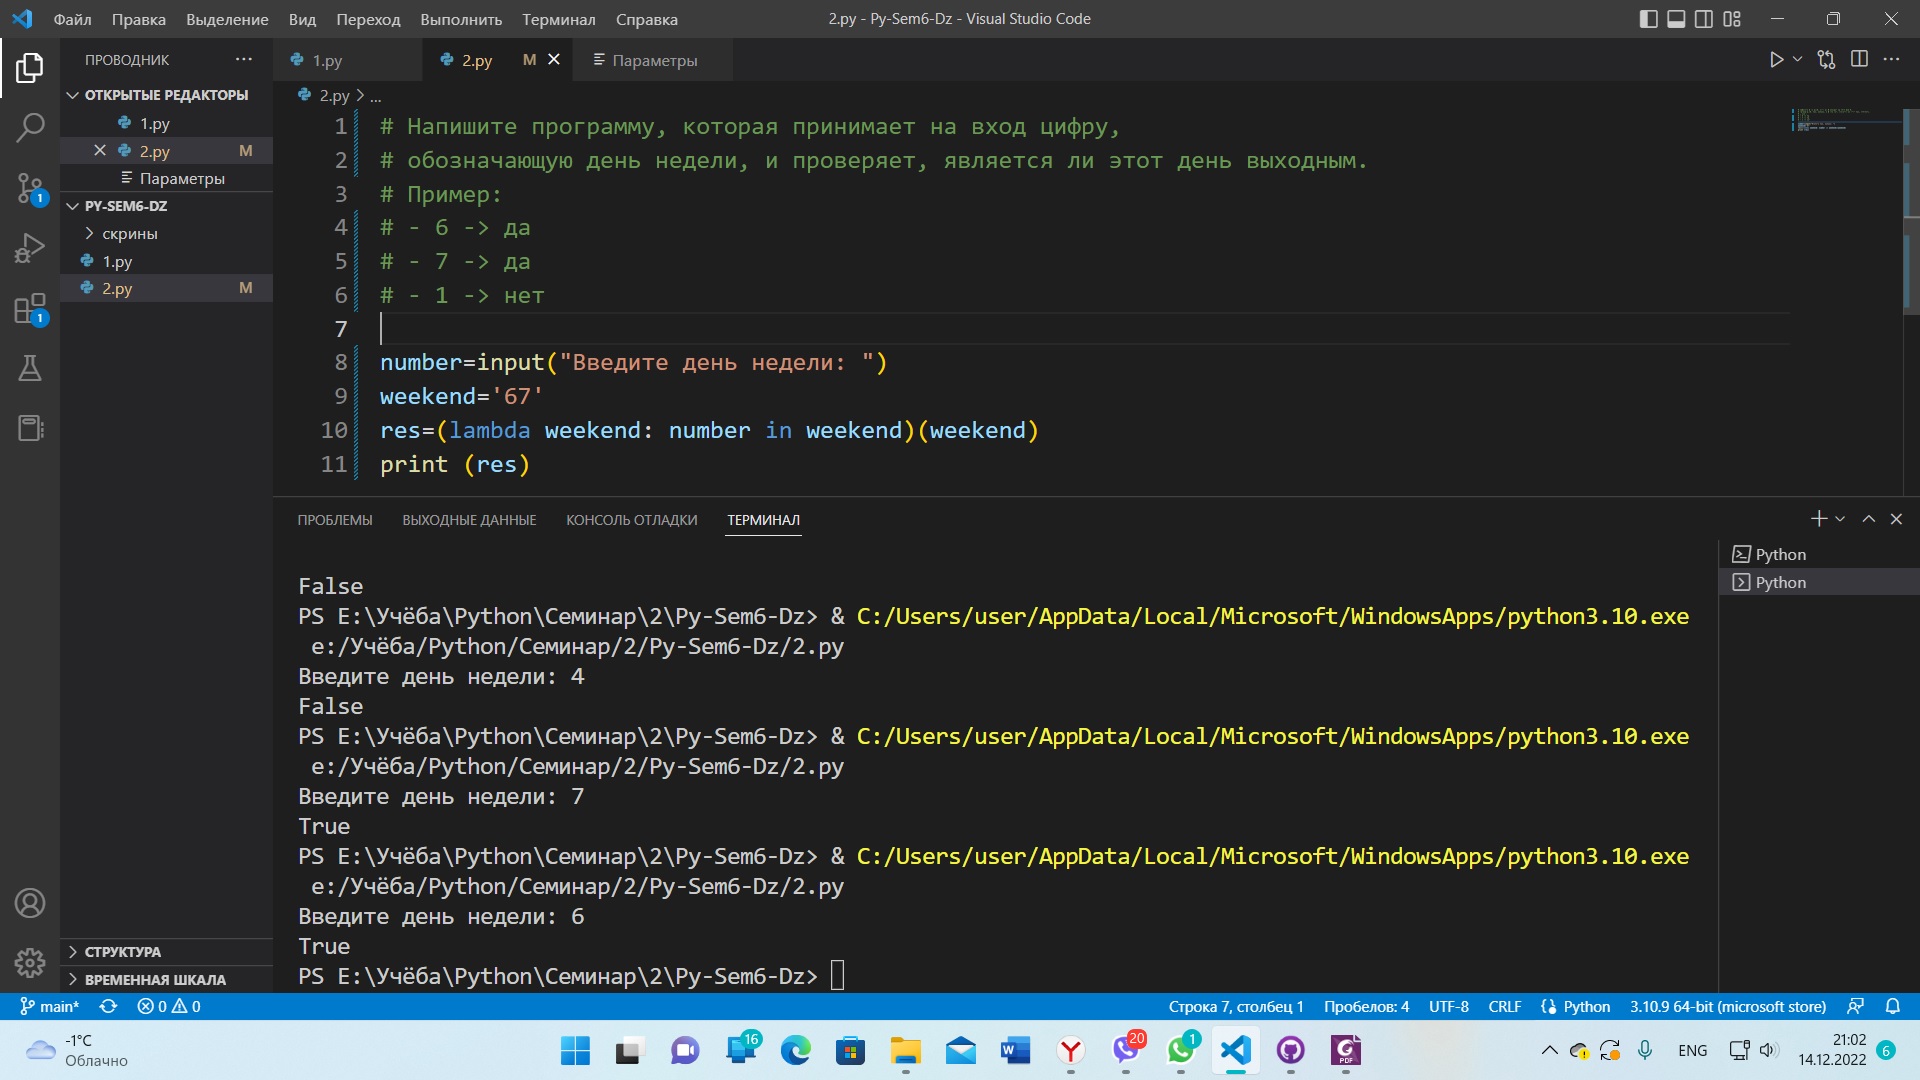 Файл Правка Выделение Вид Переход Выполнить Терминал Справка
2.py - Py-Sem6-Dz - Visual Studio Code
ПРОВОДНИК ...
ОТКРЫТЫЕ РЕДАКТОРЫ
1.py
2.py M
Параметры
PY-SEM6-DZ
скрины
1.py
2.py M
СТРУКТУРА
ВРЕМЕННАЯ ШКАЛА
1
1
1.py
2.py M
Параметры
2.py > ...
1 # Напишите программу, которая принимает на вход цифру,
2 # обозначающую день недели, и проверяет, является ли этот день выходным.
3 # Пример:
4 # - 6 -> да
5 # - 7 -> да
6 # - 1 -> нет
7
8 number=input("Введите день недели: ")
9 weekend='67'
10 res=(lambda weekend: number in weekend)(weekend)
11 print (res)
ПРОБЛЕМЫ ВЫХОДНЫЕ ДАННЫЕ КОНСОЛЬ ОТЛАДКИ ТЕРМИНАЛ
Python
Python
False
PS E:\Учёба\Python\Семинар\2\Py-Sem6-Dz> & C:/Users/user/AppData/Local/Microsoft/WindowsApps/python3.10.exe
e:/Учёба/Python/Семинар/2/Py-Sem6-Dz/2.py
Введите день недели: 4
False
PS E:\Учёба\Python\Семинар\2\Py-Sem6-Dz> & C:/Users/user/AppData/Local/Microsoft/WindowsApps/python3.10.exe
e:/Учёба/Python/Семинар/2/Py-Sem6-Dz/2.py
Введите день недели: 7
True
PS E:\Учёба\Python\Семинар\2\Py-Sem6-Dz> & C:/Users/user/AppData/Local/Microsoft/WindowsApps/python3.10.exe
e:/Учёба/Python/Семинар/2/Py-Sem6-Dz/2.py
Введите день недели: 6
True
PS E:\Учёба\Python\Семинар\2\Py-Sem6-Dz>
main* 0 0
Строка 7, столбец 1 Пробелов: 4 UTF-8 CRLF Python 3.10.9 64-bit (microsoft store)
-1°C
Облачно
16
W
20
1
PDF
ENG
21:02
14.12.2022
6